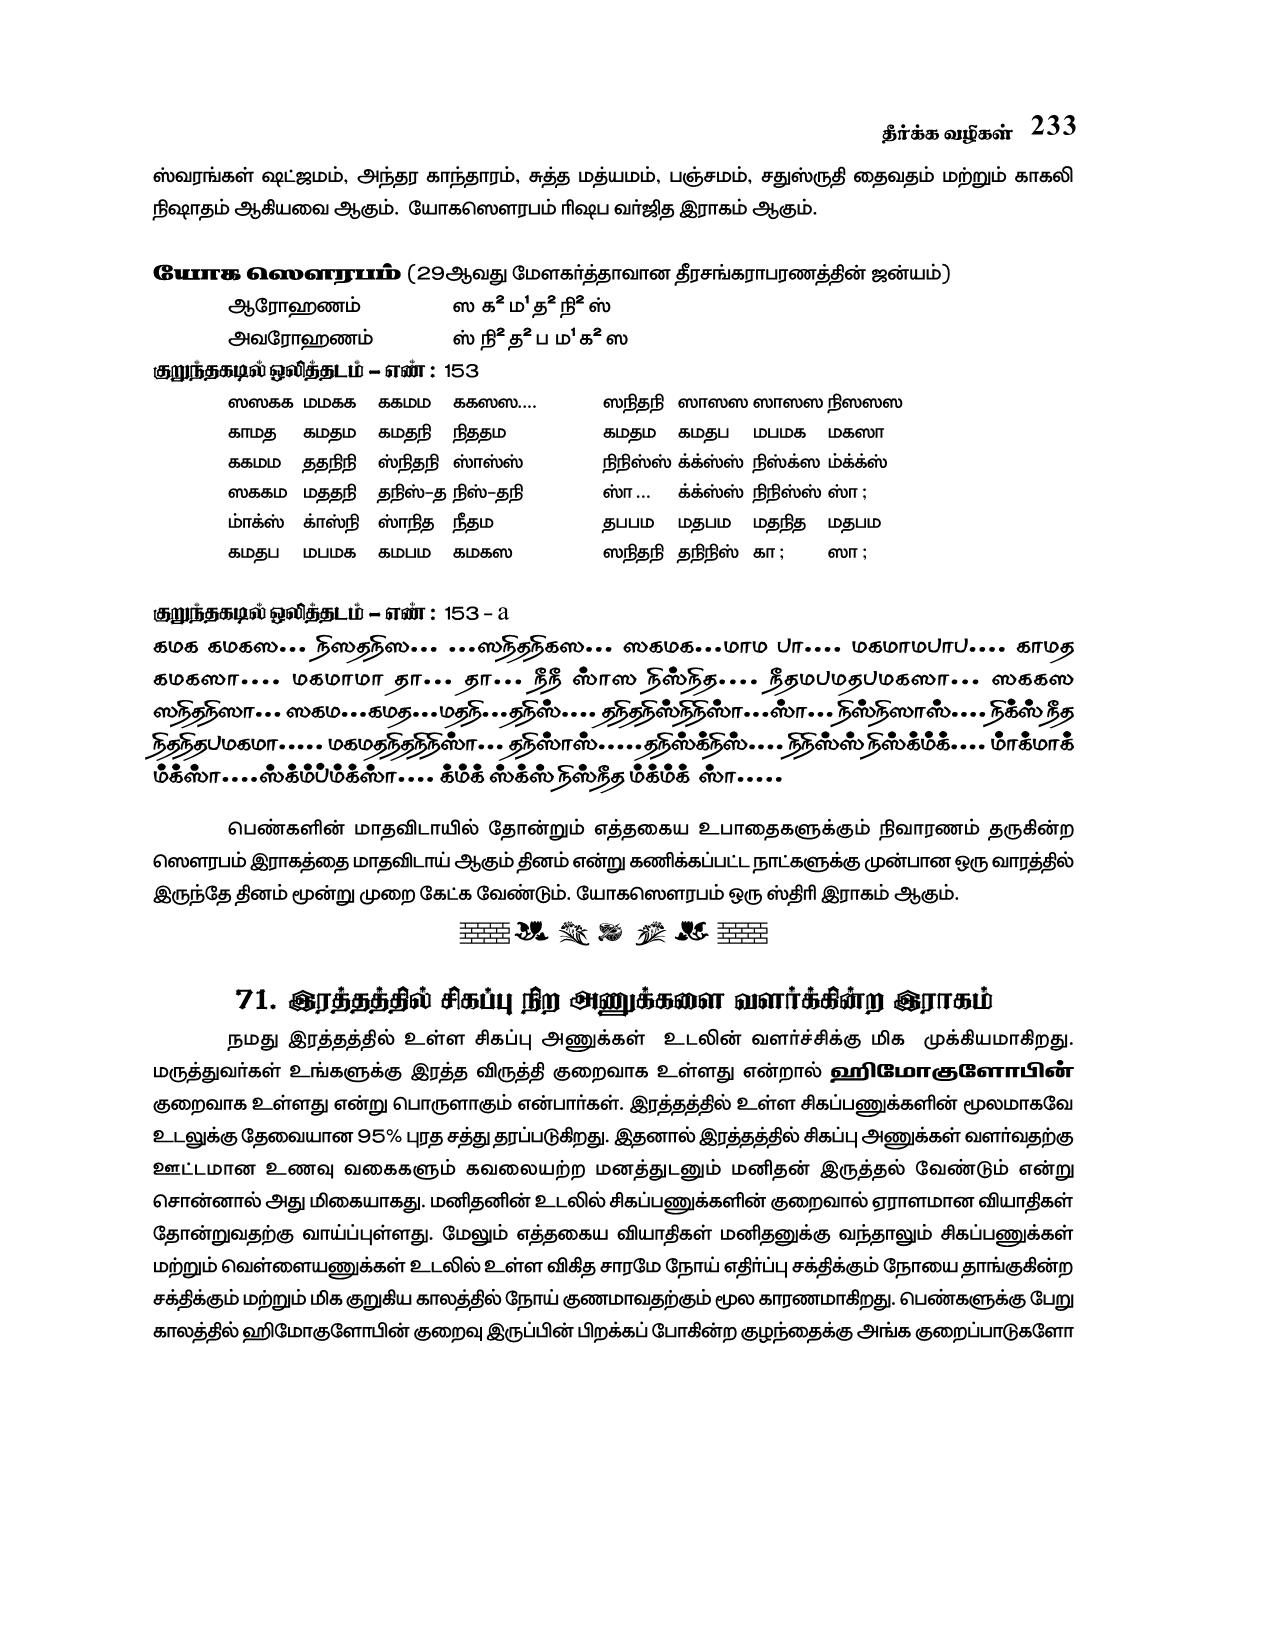 தீர்க்க வழிகள் 233
ஸ்வரங்கள் ஷட்ஜமம், அந்தர காந்தாரம், சுத்த மத்யமம், பஞ்சமம், சதுஸ்ருதி தைவதம் மற்றும் காகலி
நிஷாதம் ஆகியவை ஆகும். யோகஸௌரபம் ரிஷப வர்ஜித இராகம் ஆகும்.
யோக ஸௌரபம் (29ஆவது மேளகர்த்தாவான தீரசங்கராபரணத்தின் ஜன்யம்)
ஆரோஹணம் ஸ க² ம¹ த² நி² ஸ்
அவரோஹணம் ஸ் நி² த² ப ம¹ க² ஸ
குறுந்தகடில் ஒலித்தடம் – எண் : 153
ஸஸகக மமகக ககமம ககஸஸ.... ஸநிதநி ஸாஸஸ ஸாஸஸ நிஸஸஸ
காமத கமதம கமதநி நிததம கமதம கமதப மபமக மகஸா
ககமம ததநிநி ஸ்நிதநி ஸ்ாஸ்ஸ் நிநிஸ்ஸ் க்க்ஸ்ஸ் நிஸ்க்ஸ ம்க்க்ஸ்
ஸககம மததநி தனிஸ்–த நிஸ்–தநி ஸ்ா ... க்க்ஸ்ஸ் நிநிஸ்ஸ் ஸ்ா ;
ம்ாக்ஸ் க்ாஸ்நி ஸ்ாநித நீதம தபபம மதபம மதநித மதபம
கமதப மபமக கமபம கமகஸ ஸநிதநி தநிநிஸ் கா ; ஸா ;
குறுந்தகடில் ஒலித்தடம் – எண் : 153 – a
கமக கமகஸ... நிஸதநிஸ... ...ஸநிதநிகஸ... ஸகமக...மாம பா.... மகமாமபாப.... காமத
கமகஸா.... மகமாமா தா... தா... நீநீ ஸ்ாஸ நிஸ்நித.... நீதமபமதபமகஸா... ஸககஸ
ஸநிதநிஸா... ஸகம...கமத...மதநி...தநிஸ்.... தநிதநிஸ்நிநிஸ்ா...ஸ்ா... நிஸ்நிஸாஸ்.... நிக்ஸ் நீத
நிதநிதபமகமா..... மகமதநிதநிநிஸ்ா... தநிஸ்ாஸ்.....தநிஸ்க்நிஸ்.... நிநிஸ்ஸ் நிஸ்க்ம்க்.... ம்ாக்மாக்
ம்க்ஸ்ா....ஸ்க்ம்ப்ம்க்ஸ்ா.... க்ம்க் ஸ்க்ஸ் நிஸ்நீத ம்க்ம்க் ஸ்ா.....
பெண்களின் மாதவிடாயில் தோன்றும் எத்தகைய உபாதைகளுக்கும் நிவாரணம் தருகின்ற
ஸௌரபம் இராகத்தை மாதவிடாய் ஆகும் தினம் என்று கணிக்கப்பட்ட நாட்களுக்கு முன்பான ஒரு வாரத்தில்
இருந்தே தினம் மூன்று முறை கேட்க வேண்டும். யோகஸௌரபம் ஒரு ஸ்திரி இராகம் ஆகும்.
71. இரத்தத்தில் சிகப்பு நிற அணுக்களை வளர்க்கின்ற இராகம்
நமது இரத்தத்தில் உள்ள சிகப்பு அணுக்கள் உடலின் வளர்ச்சிக்கு மிக முக்கியமாகிறது.
மருத்துவர்கள் உங்களுக்கு இரத்த விருத்தி குறைவாக உள்ளது என்றால் ஹிமோகுளோபின்
குறைவாக உள்ளது என்று பொருளாகும் என்பார்கள். இரத்தத்தில் உள்ள சிகப்பணுக்களின் மூலமாகவே
உடலுக்கு தேவையான 95% புரத சத்து தரப்படுகிறது. இதனால் இரத்தத்தில் சிகப்பு அணுக்கள் வளர்வதற்கு
ஊட்டமான உணவு வகைகளும் கவலையற்ற மனத்துடனும் மனிதன் இருத்தல் வேண்டும் என்று
சொன்னால் அது மிகையாகது. மனிதனின் உடலில் சிகப்பணுக்களின் குறைவால் ஏராளமான வியாதிகள்
தோன்றுவதற்கு வாய்ப்புள்ளது. மேலும் எத்தகைய வியாதிகள் மனிதனுக்கு வந்தாலும் சிகப்பணுக்கள்
மற்றும் வெள்ளையணுக்கள் உடலில் உள்ள விகித சாரமே நோய் எதிர்ப்பு சக்திக்கும் நோயை தாங்குகின்ற
சக்திக்கும் மற்றும் மிக குறுகிய காலத்தில் நோய் குணமாவதற்கும் மூல காரணமாகிறது. பெண்களுக்கு பேறு
காலத்தில் ஹிமோகுளோபின் குறைவு இருப்பின் பிறக்கப் போகின்ற குழந்தைக்கு அங்க குறைப்பாடுகளோ